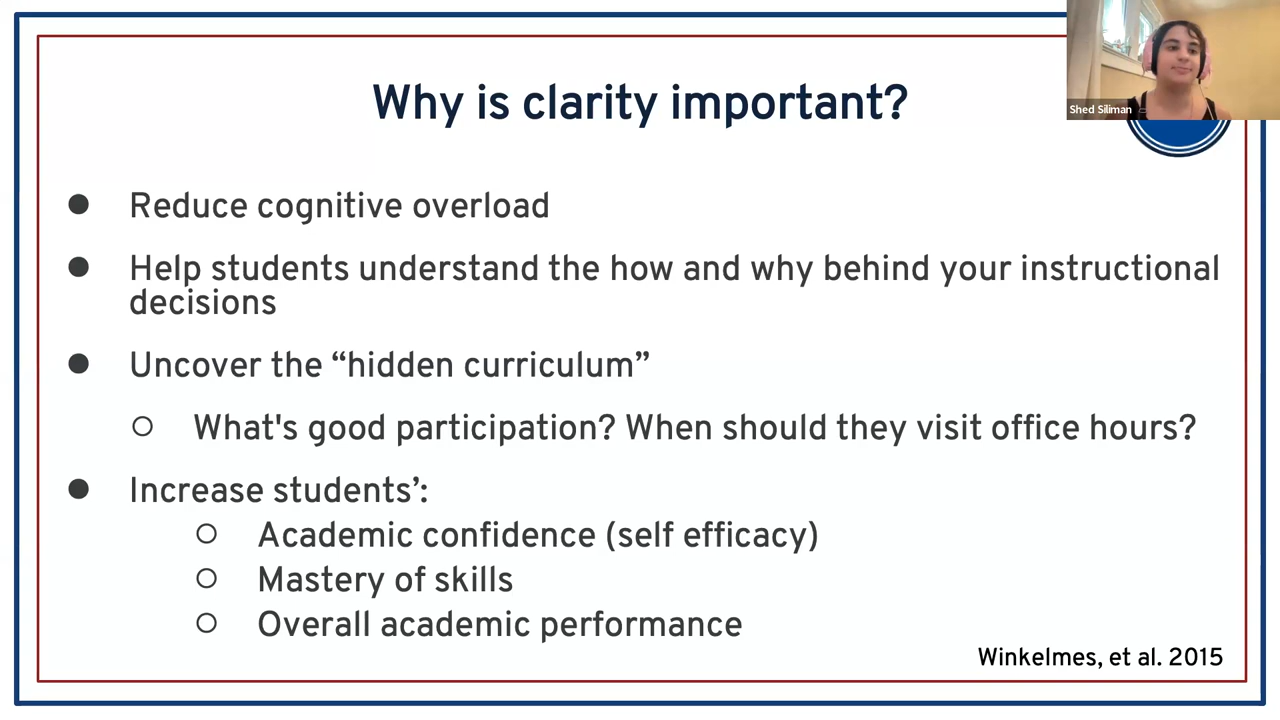 Why is clarity important?
Shed Siliman
● Reduce cognitive overload
● Help students understand the how and why behind your instructional
decisions
● Uncover the “hidden curriculum”
○ What's good participation? When should they visit office hours?
● Increase students’:
○ Academic confidence (self efficacy)
○ Mastery of skills
○ Overall academic performance
Winkelmes, et al. 2015